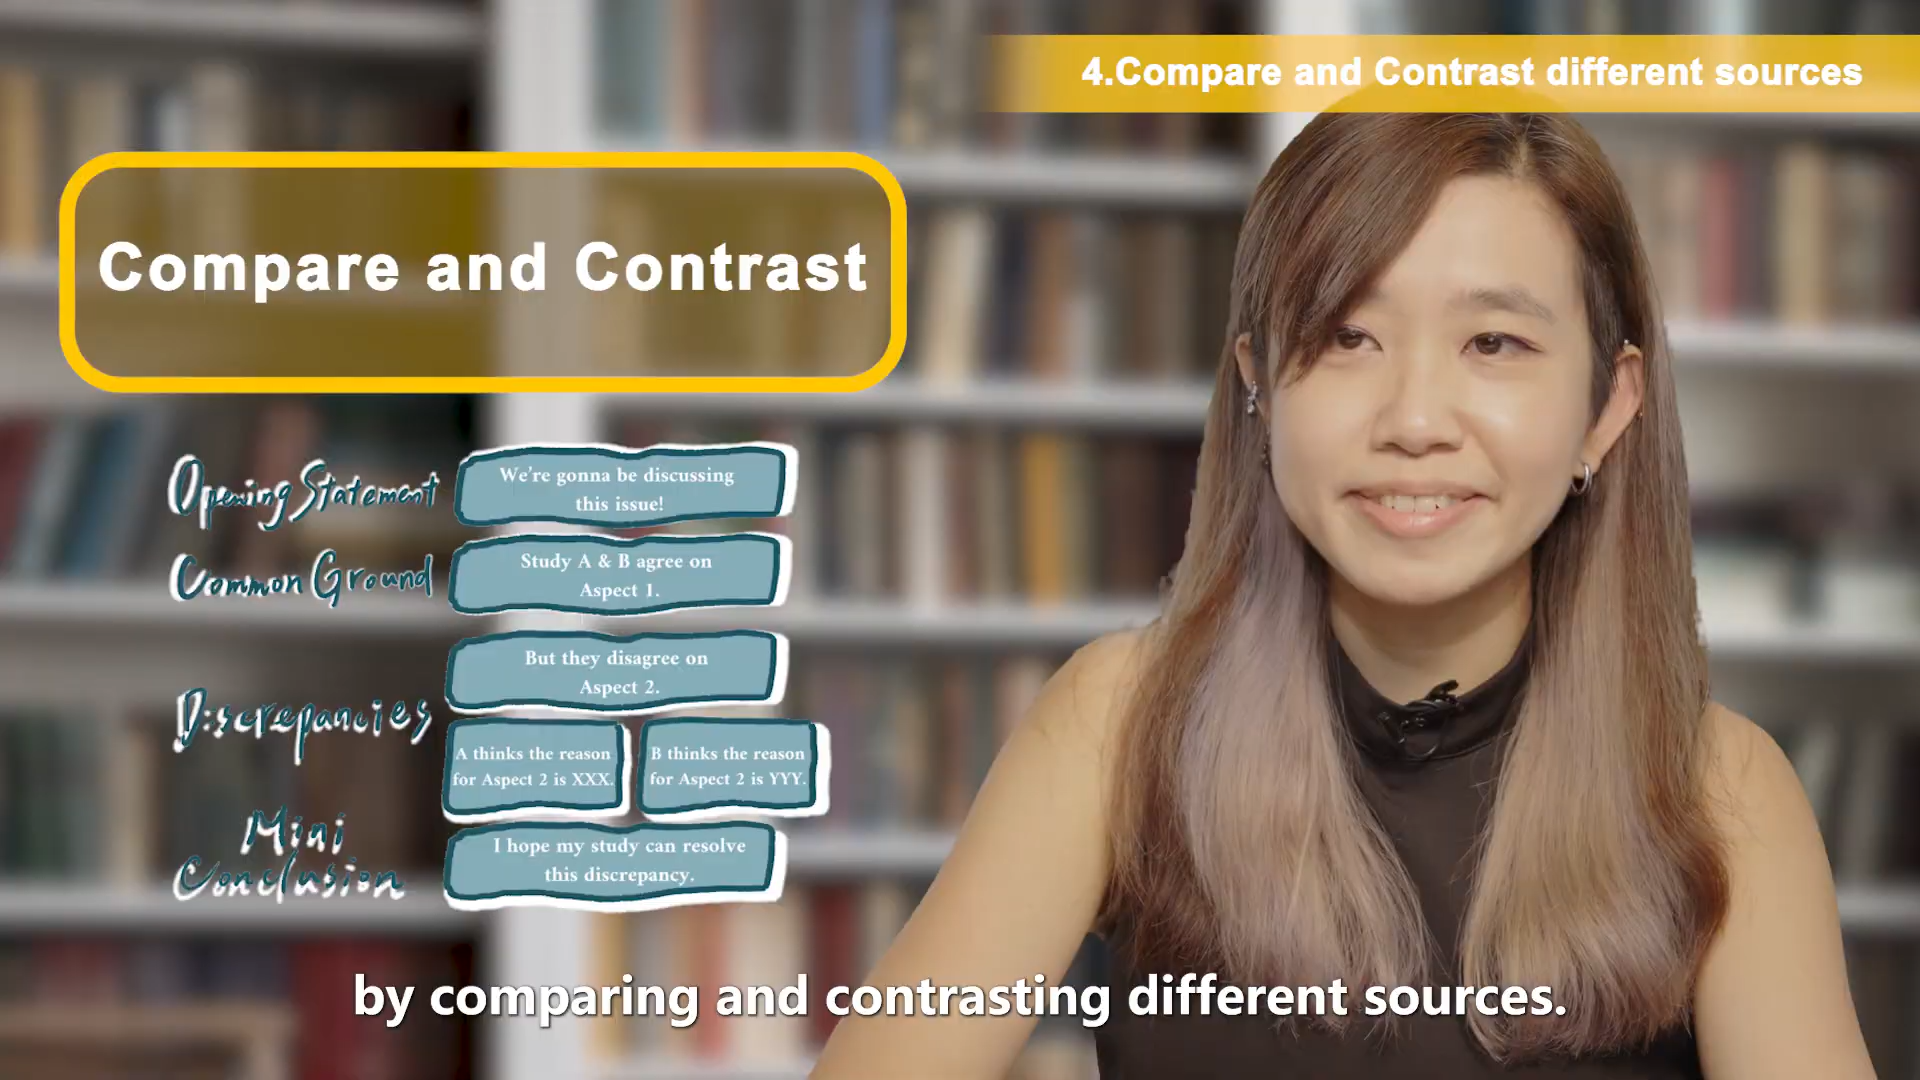 4.Compare and Contrast different sources
Compare and Contrast
Opening Statement
We're gonna be discussing
this issue!
Common Ground
Study A & B agree on
Aspect 1.
Discrepancies
But they disagree on
Aspect 2.
A thinks the reason
for Aspect 2 is XXX.
B thinks the reason
for Aspect 2 is YYY.
Mini
Conclusion
I hope my study can resolve
this discrepancy.
by comparing and contrasting different sources.